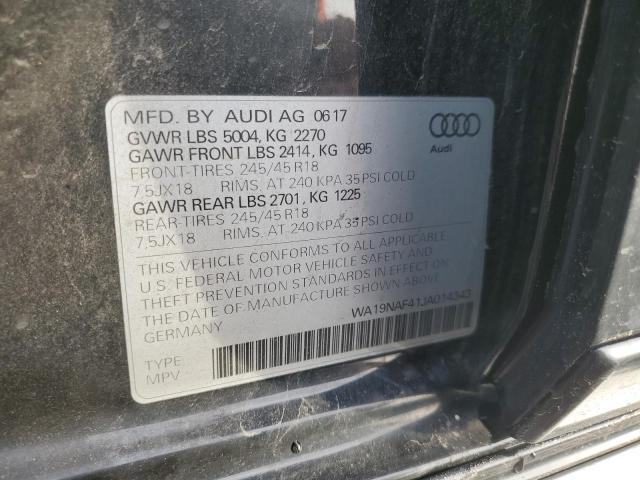 MFD. BY AUDI AG 0617
GVWR LBS 5004, KG 2270
GAWR FRONT LBS 2414, KG 1095
FRONT-TIRES 245/45 R18
7,5JX18 RIMS, AT 240 KPA 35 PSI COLD
GAWR REAR LBS 2701, KG 1225
REAR-TIRES 245/45 R18
7,5JX18 RIMS, AT 240 KPA 35 PSI COLD
THIS VEHICLE CONFORMS TO ALL APPLICABLE
U.S. FEDERAL MOTOR VEHICLE SAFETY AND
THEFT PREVENTION STANDARDS IN EFFECT ON
THE DATE OF MANUFACTURE SHOWN ABOVE.
GERMANY
WA19NAF41JA014343
TYPE:
MPV
Audi